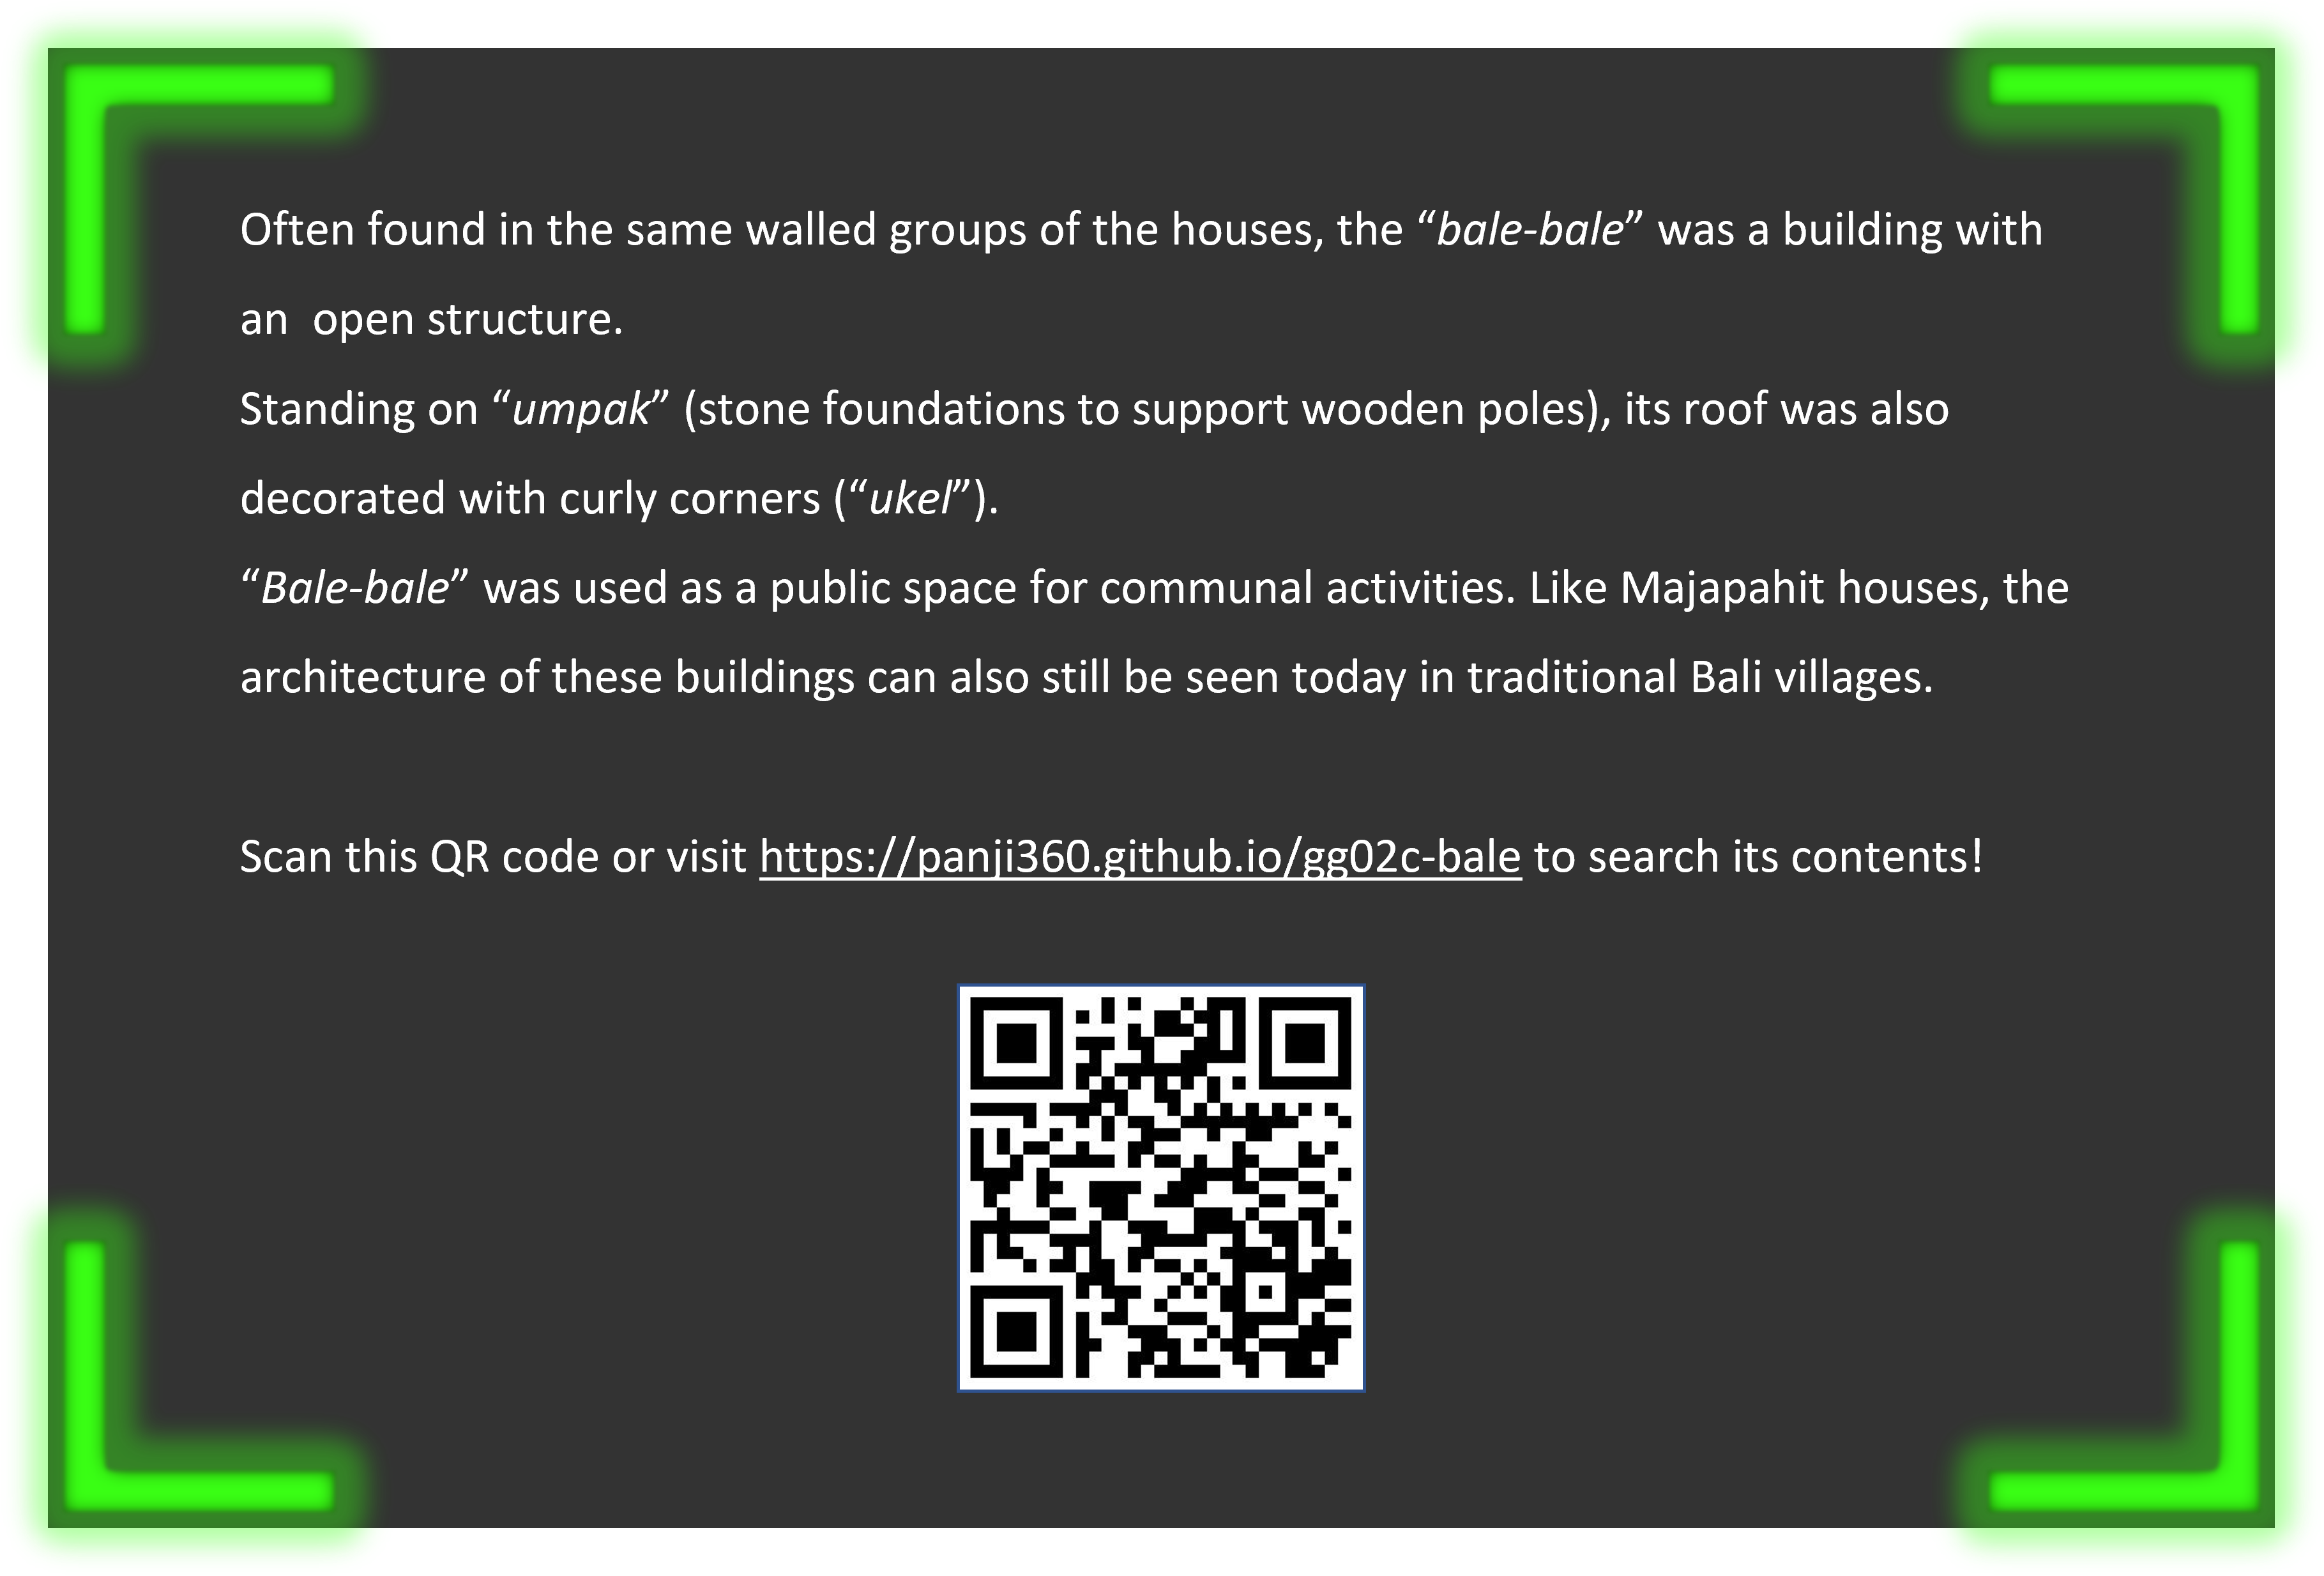 Often found in the same walled groups of the houses, the “bale-bale” was a building with
an  open structure.
Standing on “umpak” (stone foundations to support wooden poles), its roof was also
decorated with curly corners (“ukel”).
“Bale-bale” was used as a public space for communal activities. Like Majapahit houses, the
architecture of these buildings can also still be seen today in traditional Bali villages.
Scan this QR code or visit https://panji360.github.io/gg02c-bale to search its contents!